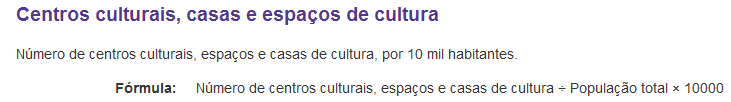 Centros culturais, casas e espaços de cultura
Número de centros culturais, espaços e casas de cultura, por 10 mil habitantes.
Fórmula: Número de centros culturais, espaços e casas de cultura ÷ População total × 10000